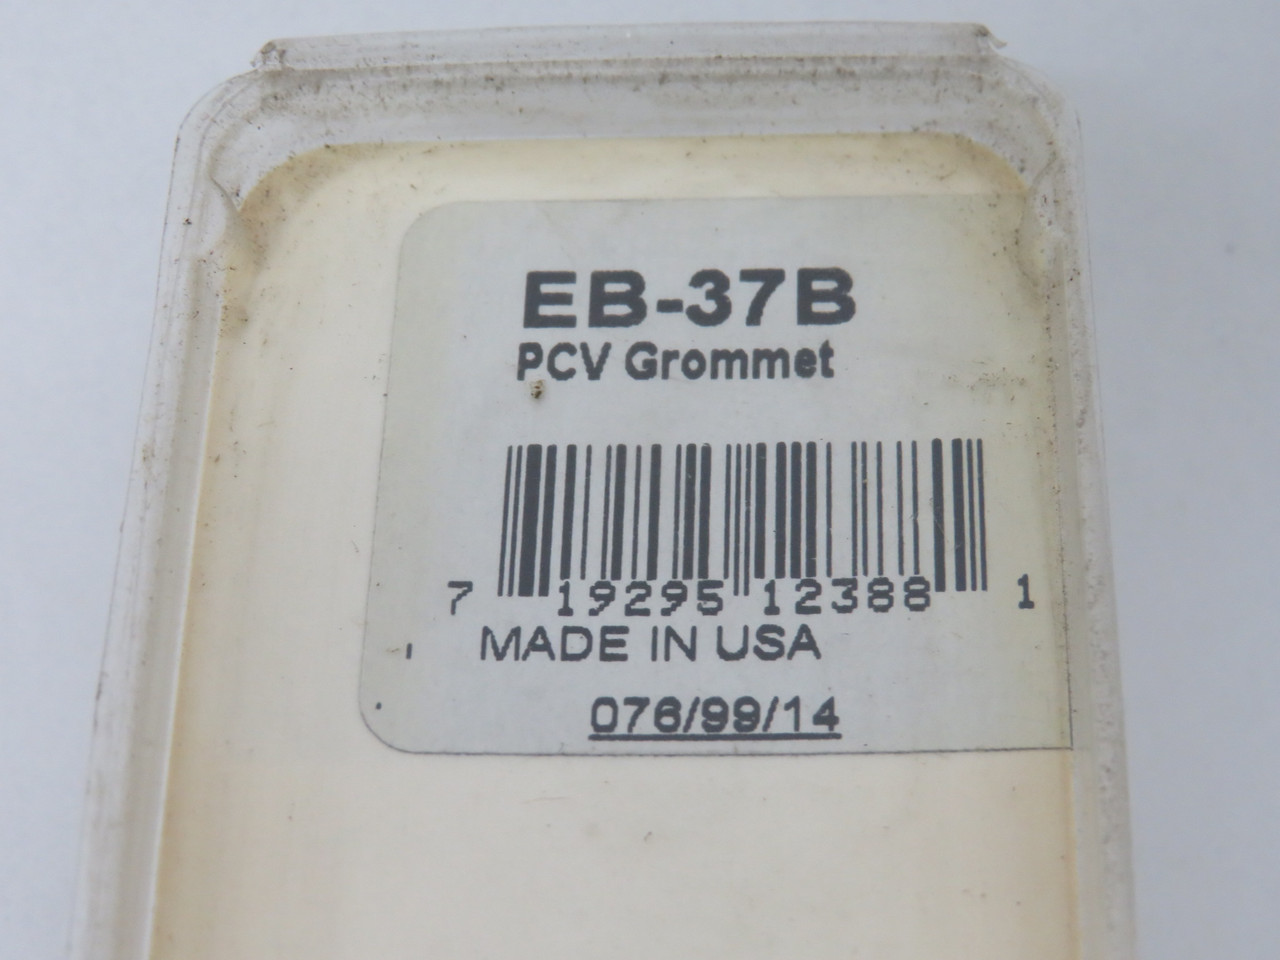 EB-37B
PCV Grommet
7 19295 12388 1
MADE IN USA
076/99/14